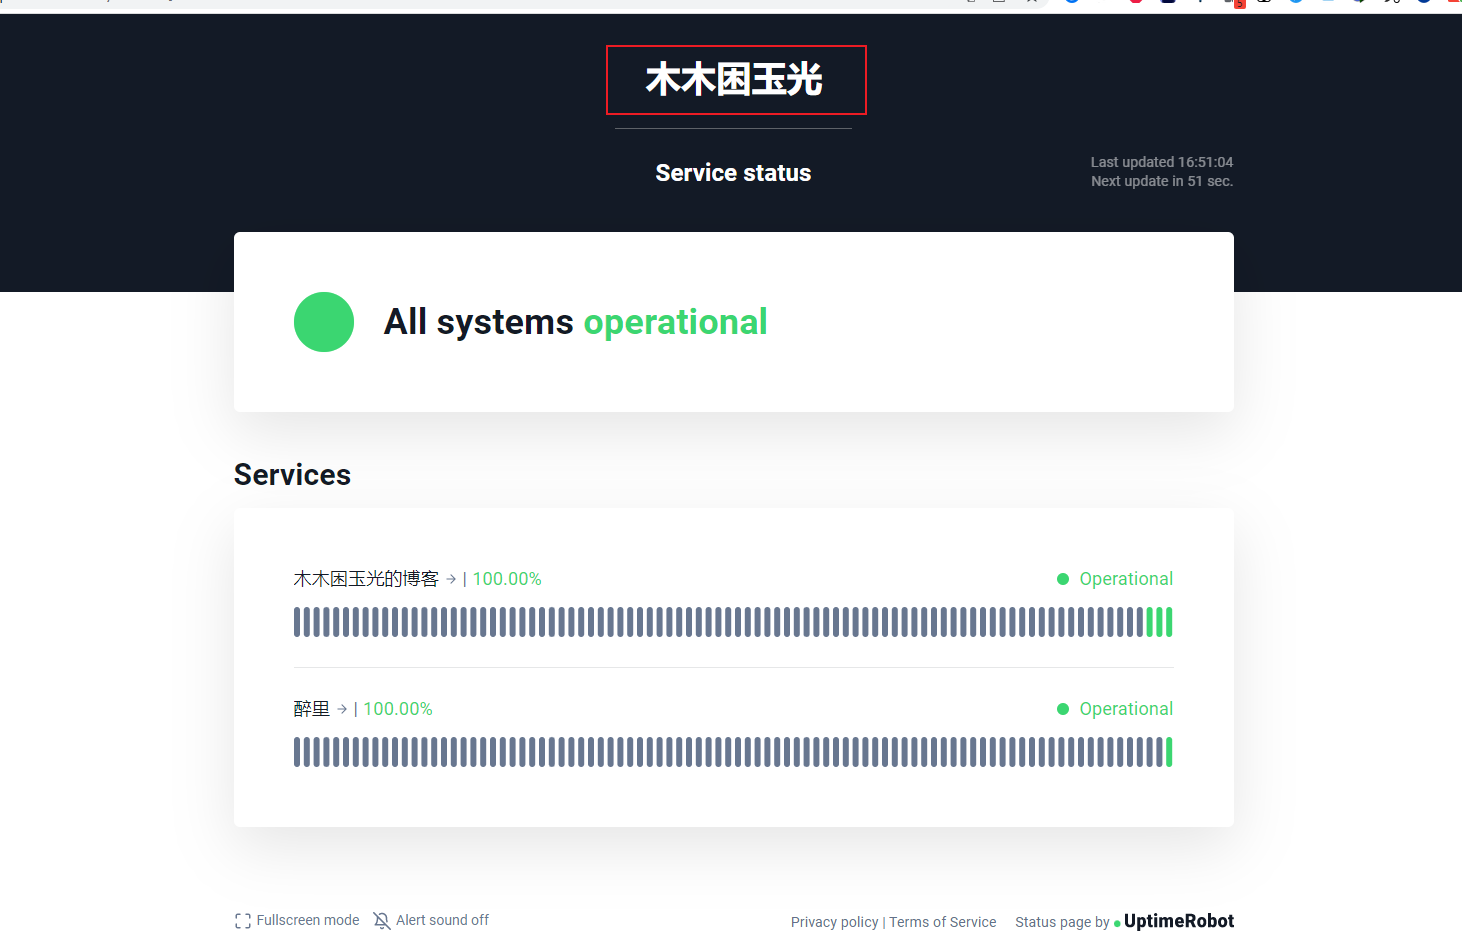 5
木木困玉光
Service status
Last updated 16:51:04
Next update in 51 sec.
All systems operational
Services
木木困玉光的博客 → | 100.00%
Operational
醉里 → | 100.00%
Operational
Fullscreen mode
Alert sound off
Privacy policy | Terms of Service
Status page by UptimeRobot